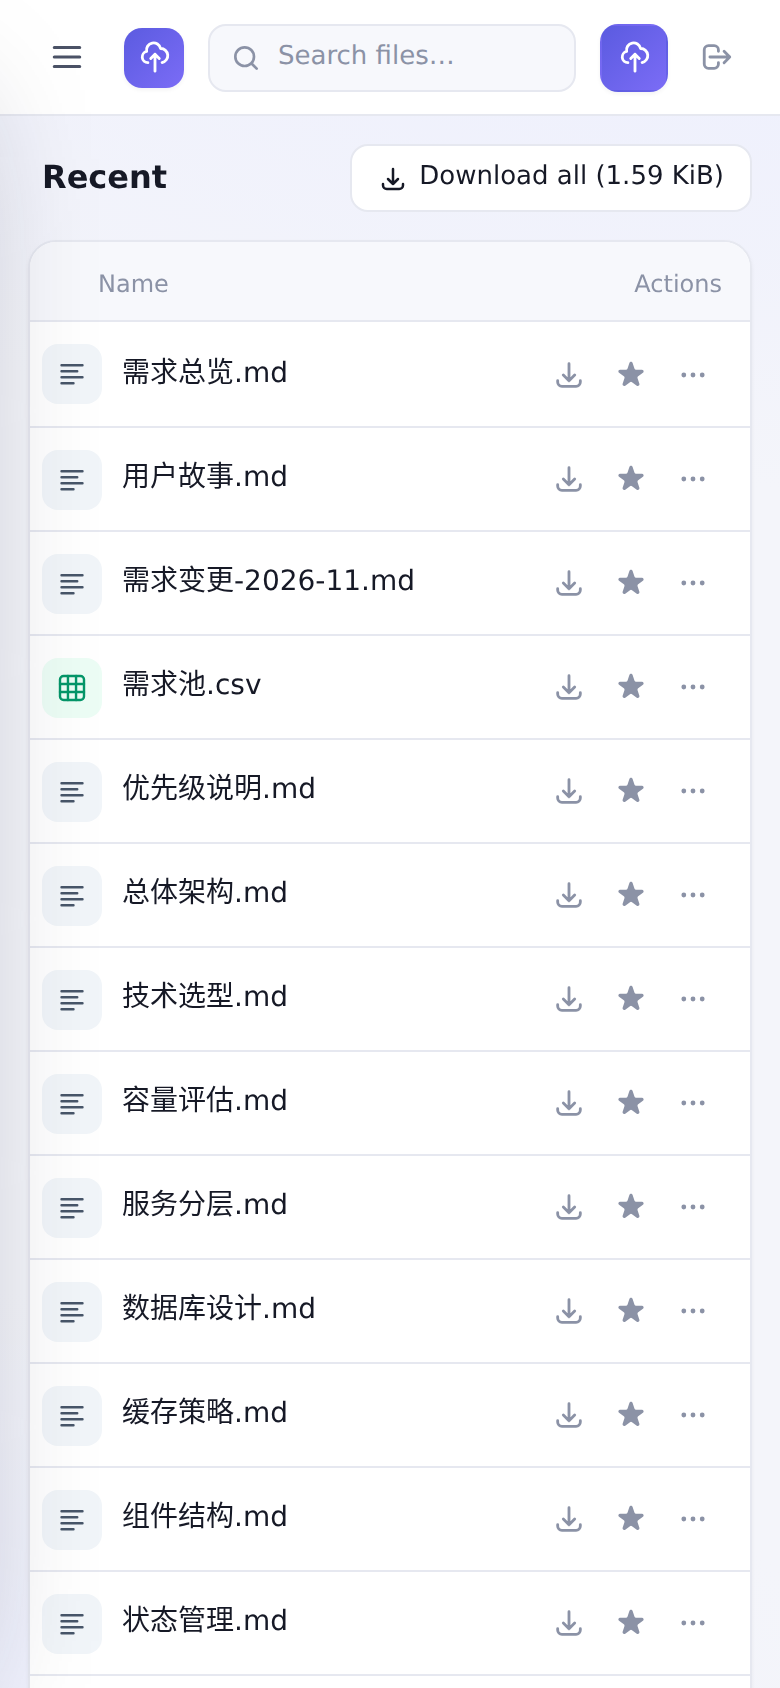 Search files...
Recent
Download all (1.59 KiB)
Name Actions
需求总览.md
用户故事.md
需求变更-2026-11.md
需求池.csv
优先级说明.md
总体架构.md
技术选型.md
容量评估.md
服务分层.md
数据库设计.md
缓存策略.md
组件结构.md
状态管理.md